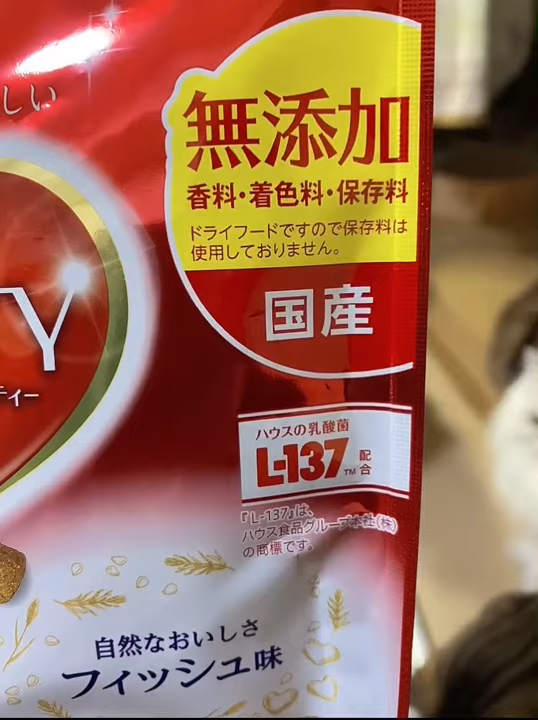 しい
無添加
香料・着色料・保存料
ドライフードですので保存料は
使用しておりません。
国産
TY
ティー
ハウスの乳酸菌
L-137™ 配合
『L-137』は、
ハウス食品グループ本社(株)
の商標です。
自然なおいしさ
フィッシュ味